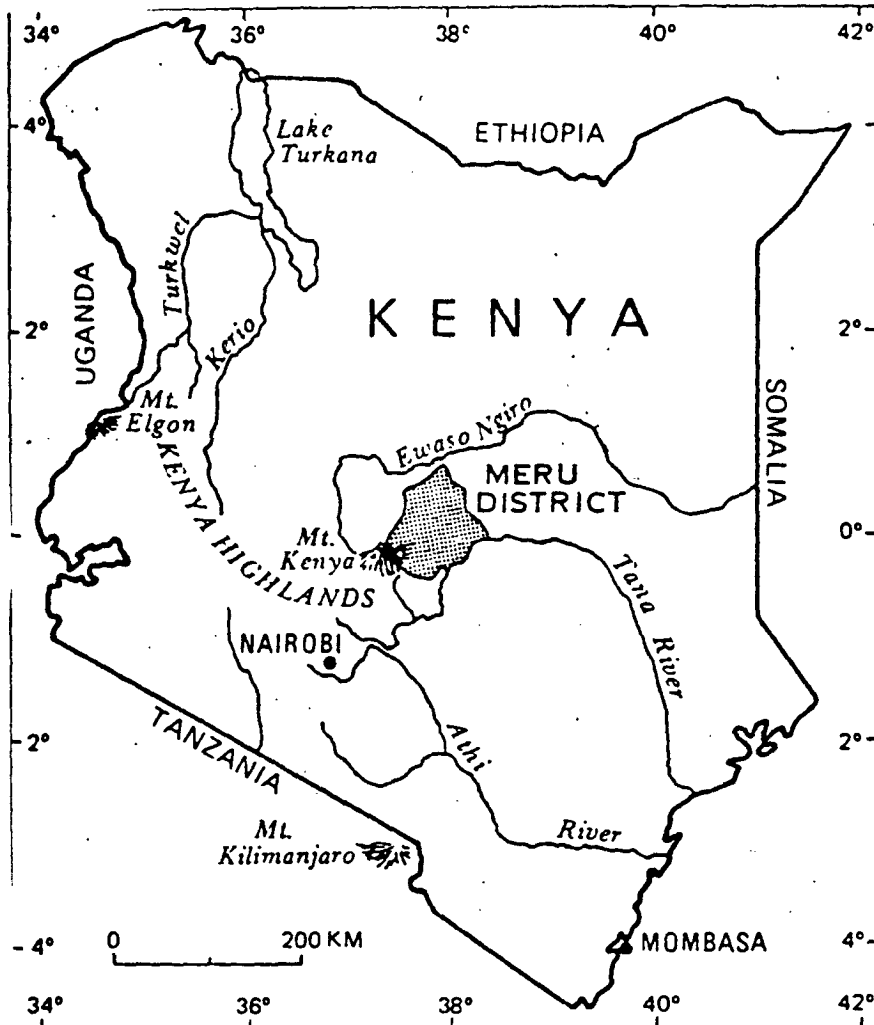 34° 36° 38° 40° 42°
4° 4°
ETHIOPIA
Lake
Turkana
Turkwel
UGANDA
KENYA
2° 2°
Kerio
Mt.
Elgon
SOMALIA
Ewaso Ngiro
MERU
DISTRICT
KENYA HIGHLANDS
0°
Mt.
Kenya
Tana River
NAIROBI
2° 2°
TANZANIA
Athi River
Mt.
Kilimanjaro
0 200 KM
4° 4°
MOMBASA
34° 36° 38° 40° 42°